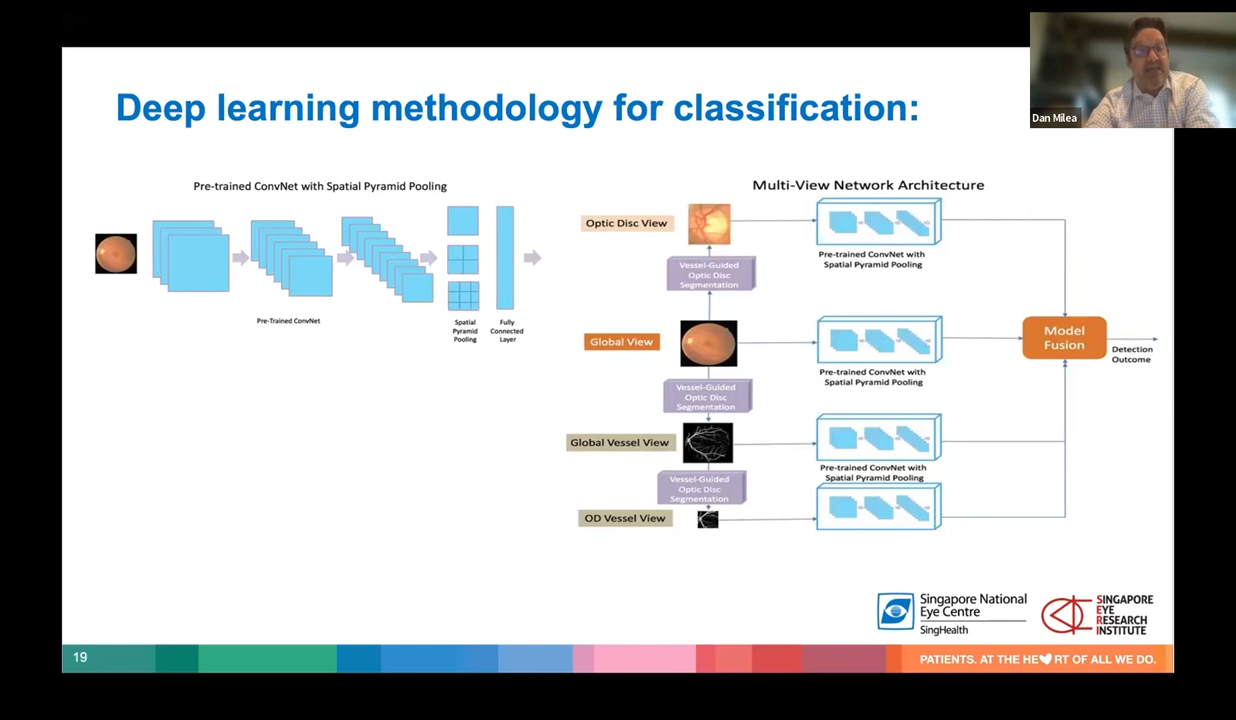 Deep learning methodology for classification:
Dan Milea
Pre-trained ConvNet with Spatial Pyramid Pooling
Pre-Trained ConvNet
Spatial
Pyramid
Pooling
Fully
Connected
Layer
Multi-View Network Architecture
Optic Disc View
Pre-trained ConvNet with
Spatial Pyramid Pooling
Vessel-Guided
Optic Disc
Segmentation
Global View
Pre-trained ConvNet with
Spatial Pyramid Pooling
Model
Fusion
Detection
Outcome
Vessel-Guided
Optic Disc
Segmentation
Global Vessel View
Pre-trained ConvNet with
Spatial Pyramid Pooling
Vessel-Guided
Optic Disc
Segmentation
OD Vessel View
Singapore National
Eye Centre
SingHealth
SINGAPORE
EYE
RESEARCH
INSTITUTE
19
PATIENTS. AT THE HE♥RT OF ALL WE DO.